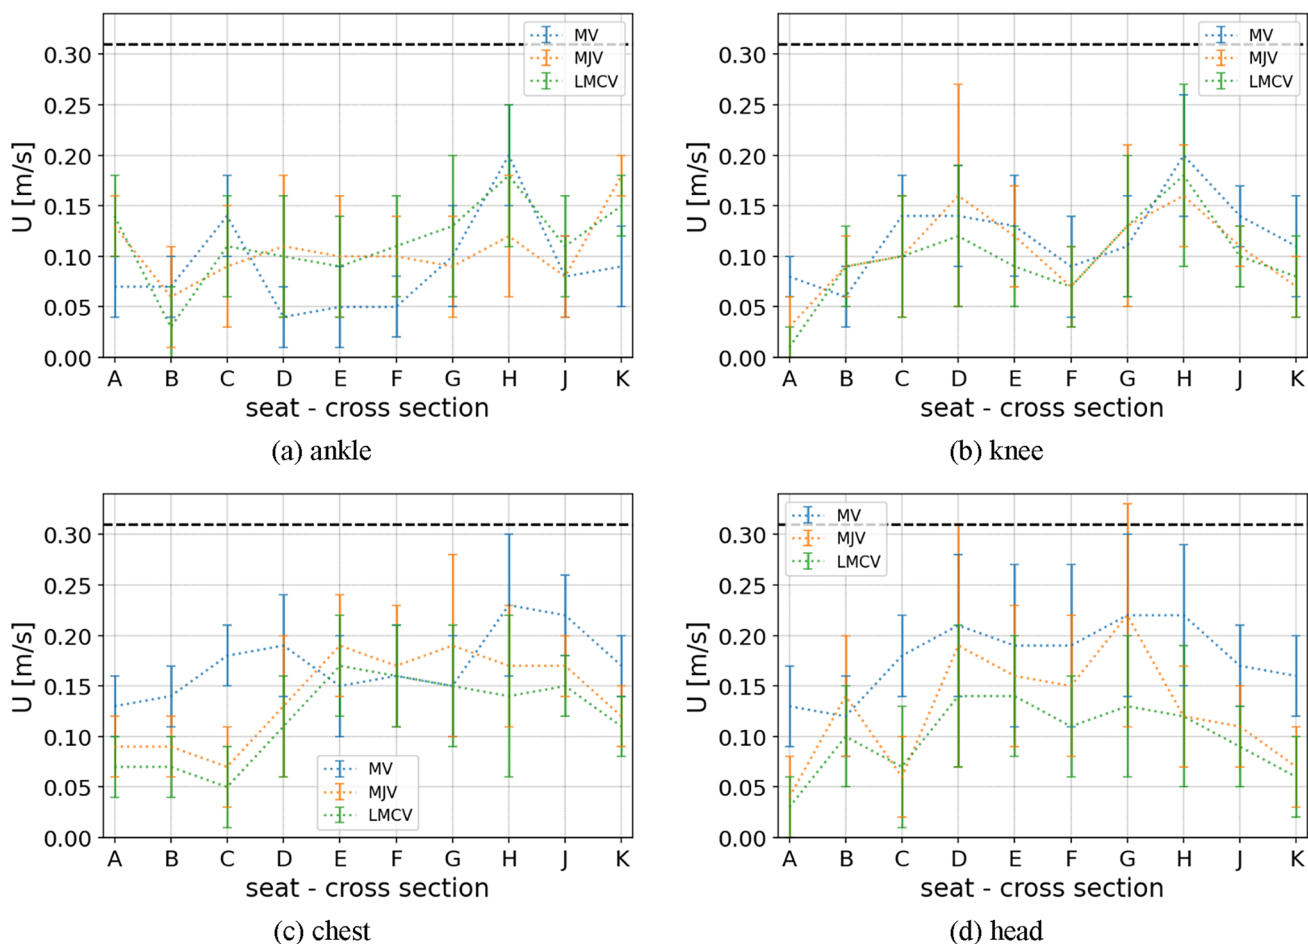 0.30
0.25
0.20
0.15
0.10
0.05
0.00
U [m/s]
MV
MJV
LMCV
A B C D E F G H J K
seat - cross section
(a) ankle
0.30
0.25
0.20
0.15
0.10
0.05
0.00
U [m/s]
MV
MJV
LMCV
A B C D E F G H J K
seat - cross section
(b) knee
0.30
0.25
0.20
0.15
0.10
0.05
0.00
U [m/s]
MV
MJV
LMCV
A B C D E F G H J K
seat - cross section
(c) chest
0.30
0.25
0.20
0.15
0.10
0.05
0.00
U [m/s]
MV
MJV
LMCV
A B C D E F G H J K
seat - cross section
(d) head